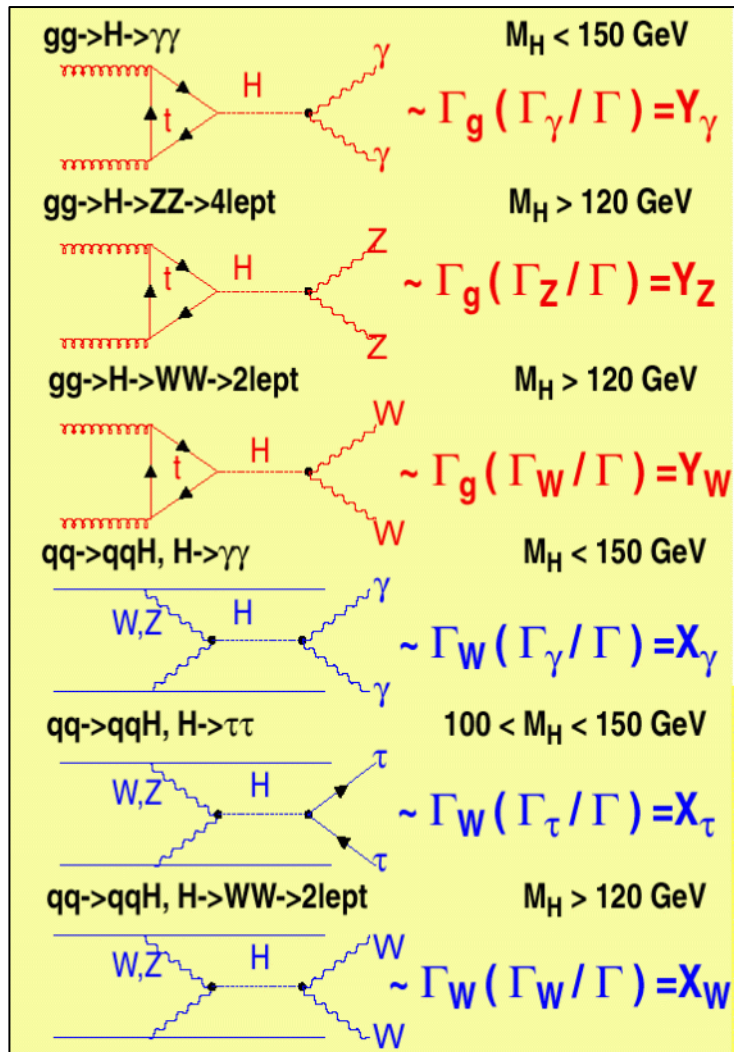 gg->H->γγ M_H < 150 GeV
H γ
t
~ Γ_g ( Γ_γ / Γ ) = Y_γ
γ
gg->H->ZZ->4lept M_H > 120 GeV
H Z
t
~ Γ_g ( Γ_Z / Γ ) = Y_Z
Z
gg->H->WW->2lept M_H > 120 GeV
H W
t
~ Γ_g ( Γ_W / Γ ) = Y_W
W
qq->qqH, H->γγ M_H < 150 GeV
W,Z H γ
~ Γ_W ( Γ_γ / Γ ) = X_γ
γ
qq->qqH, H->ττ 100 < M_H < 150 GeV
W,Z H τ
~ Γ_W ( Γ_τ / Γ ) = X_τ
τ
qq->qqH, H->WW->2lept M_H > 120 GeV
W,Z H W
~ Γ_W ( Γ_W / Γ ) = X_W
W